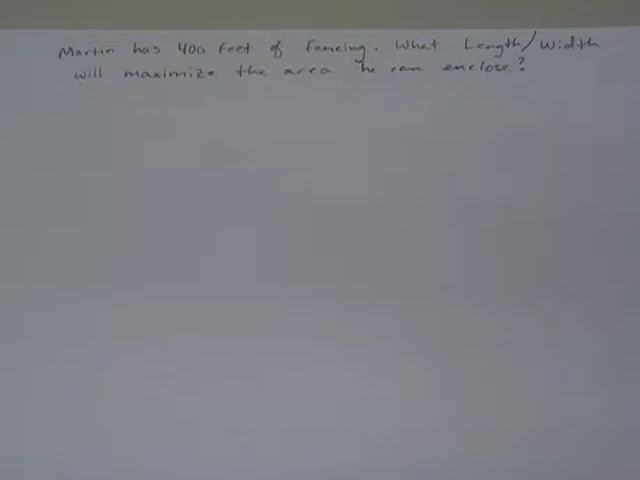 Martin has 400 feet of fencing. What Length/Width
will maximize the area he can enclose?